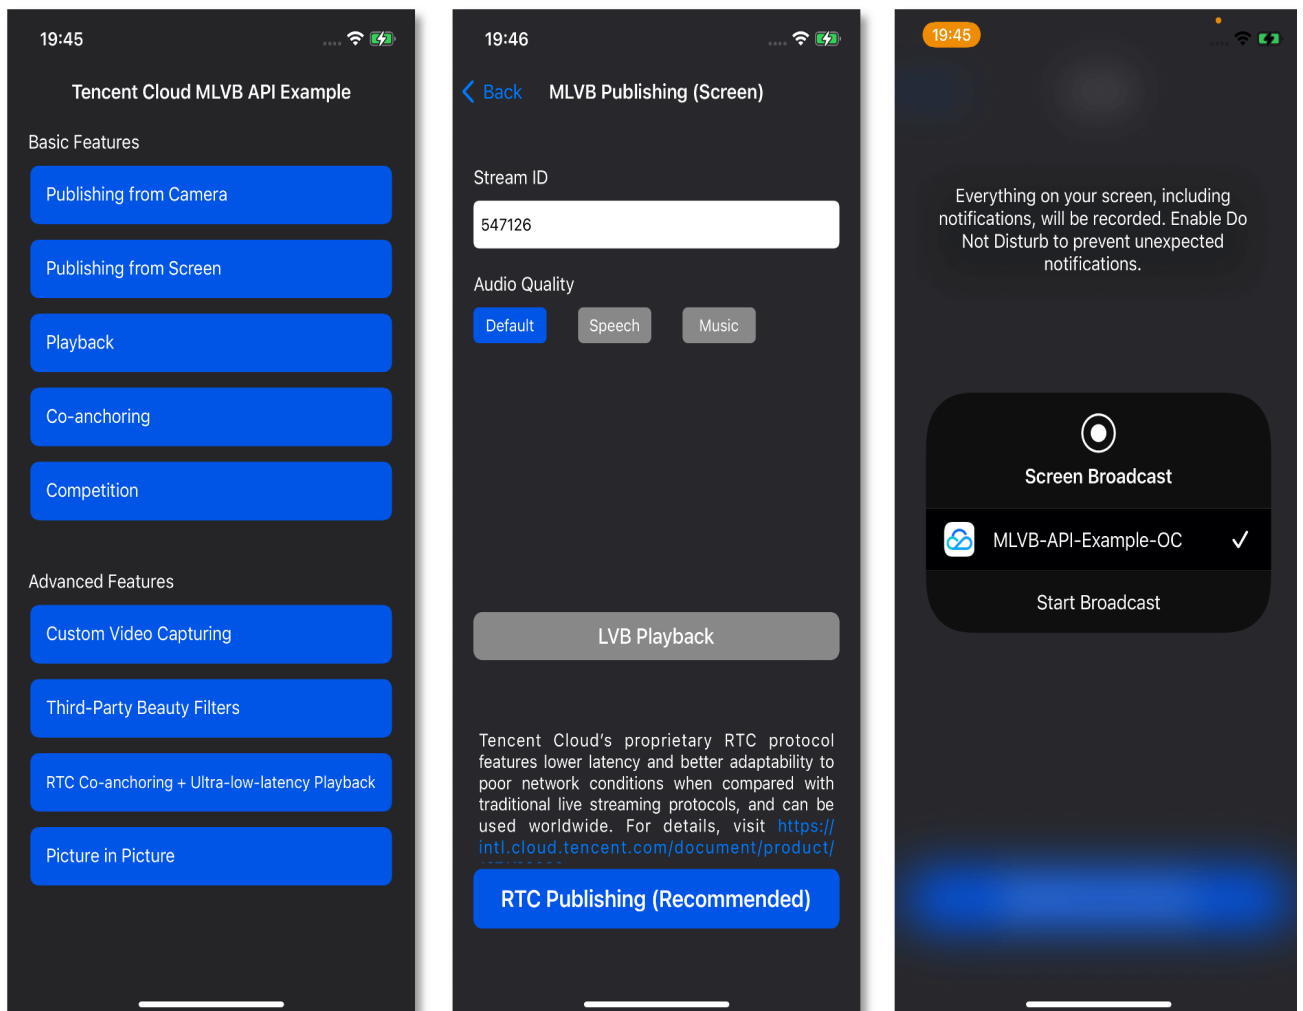 19:45
Tencent Cloud MLVB API Example
Basic Features
Publishing from Camera
Publishing from Screen
Playback
Co-anchoring
Competition
Advanced Features
Custom Video Capturing
Third-Party Beauty Filters
RTC Co-anchoring + Ultra-low-latency Playback
Picture in Picture
19:46
Back
MLVB Publishing (Screen)
Stream ID
547126
Audio Quality
Default
Speech
Music
LVB Playback
Tencent Cloud's proprietary RTC protocol
features lower latency and better adaptability to
poor network conditions when compared with
traditional live streaming protocols, and can be
used worldwide. For details, visit https://
intl.cloud.tencent.com/document/product/
RTC Publishing (Recommended)
19:45
Everything on your screen, including
notifications, will be recorded. Enable Do
Not Disturb to prevent unexpected
notifications.
Screen Broadcast
MLVB-API-Example-OC
Start Broadcast